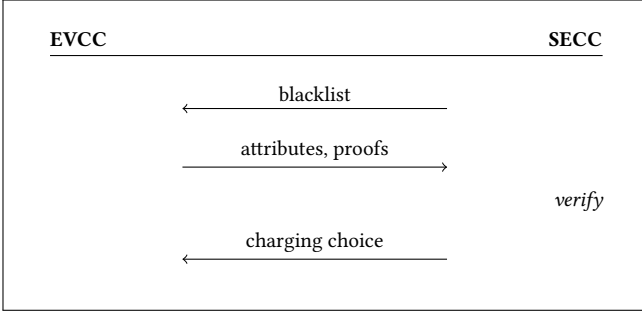 EVCC SECC
blacklist
attributes, proofs
verify
charging choice